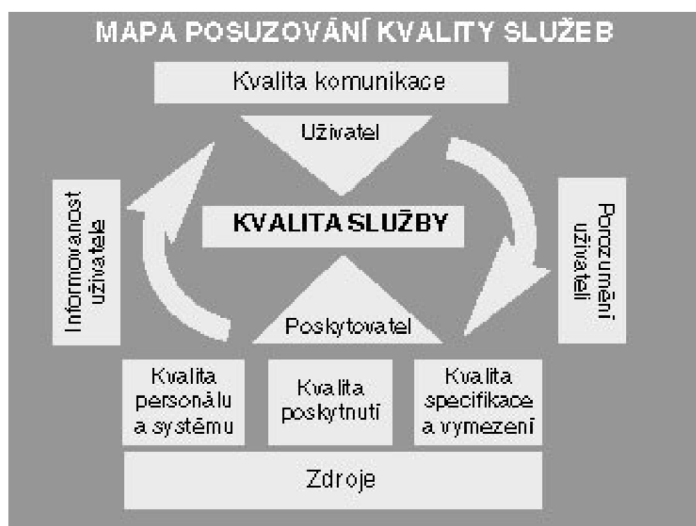 MAPA POSUZOVÁNÍ KVALITY SLUŽEB
Kvalita komunikace
Uživatel
Informovanost
uživatele
KVALITA SLUŽBY
Porozumění
uživateli
Poskytovatel
Kvalita
personálu
a systému
Kvalita
poskytnutí
Kvalita
specifikace
a vymezení
Zdroje